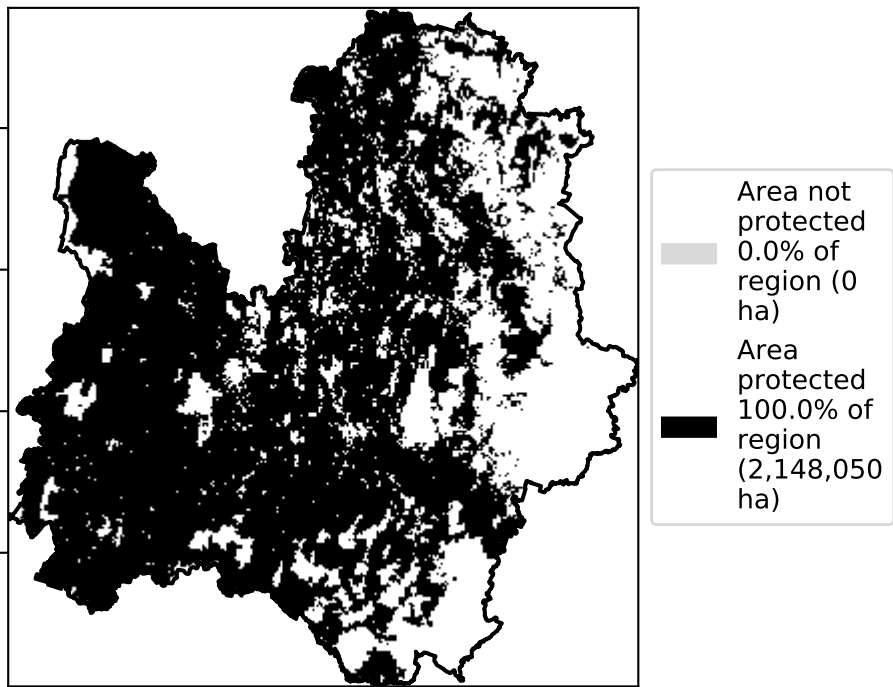 Area not
protected
0.0% of
region (0
ha)
Area
protected
100.0% of
region
(2,148,050
ha)